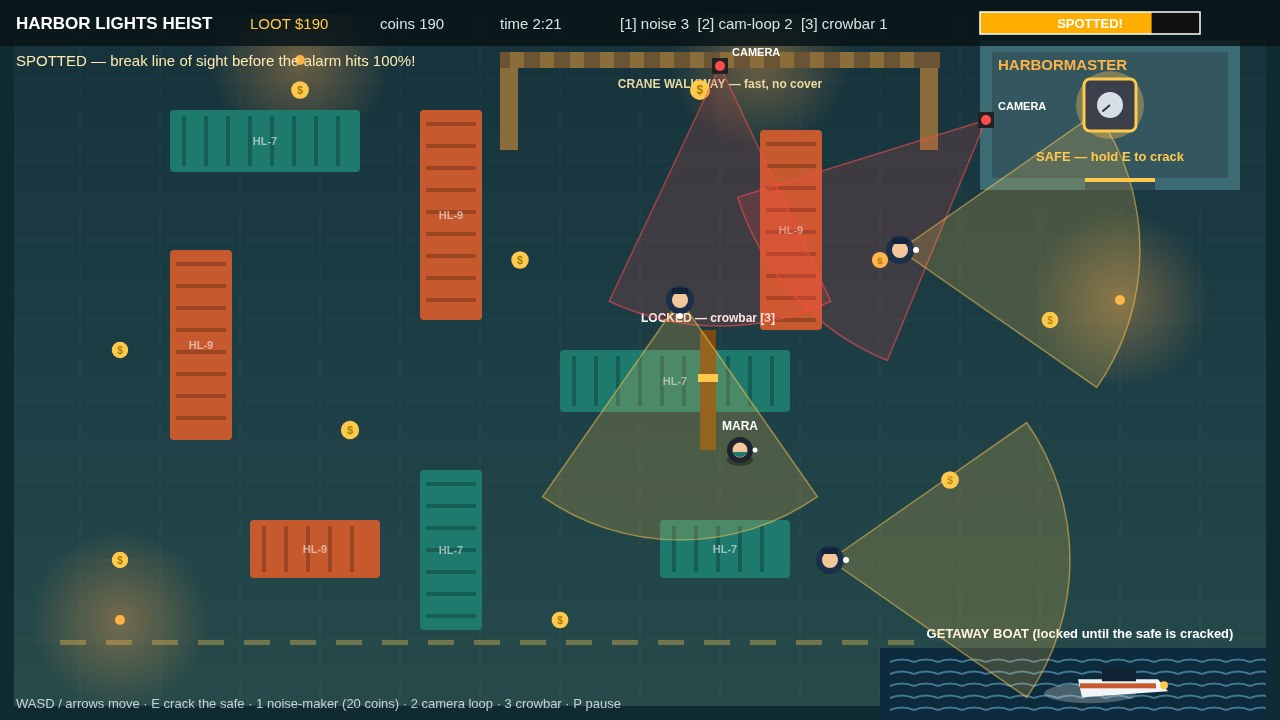 HARBOR LIGHTS HEIST LOOT $190 coins 190 time 2:21 [1] noise 3 [2] cam-loop 2 [3] crowbar 1 SPOTTED!
SPOTTED — break line of sight before the alarm hits 100%!
CAMERA
HARBORMASTER
CRANE WALKWAY — fast, no cover
$
$
CAMERA
HL-7
SAFE — hold E to crack
HL-9
HL-9
$
$
LOCKED — crowbar [3]
$
HL-9
$
HL-7
MARA
$
$
HL-9
HL-7
HL-7
$
$
GETAWAY BOAT (locked until the safe is cracked)
WASD / arrows move · E crack the safe · 1 noise-maker (20 coins) · 2 camera loop · 3 crowbar · P pause